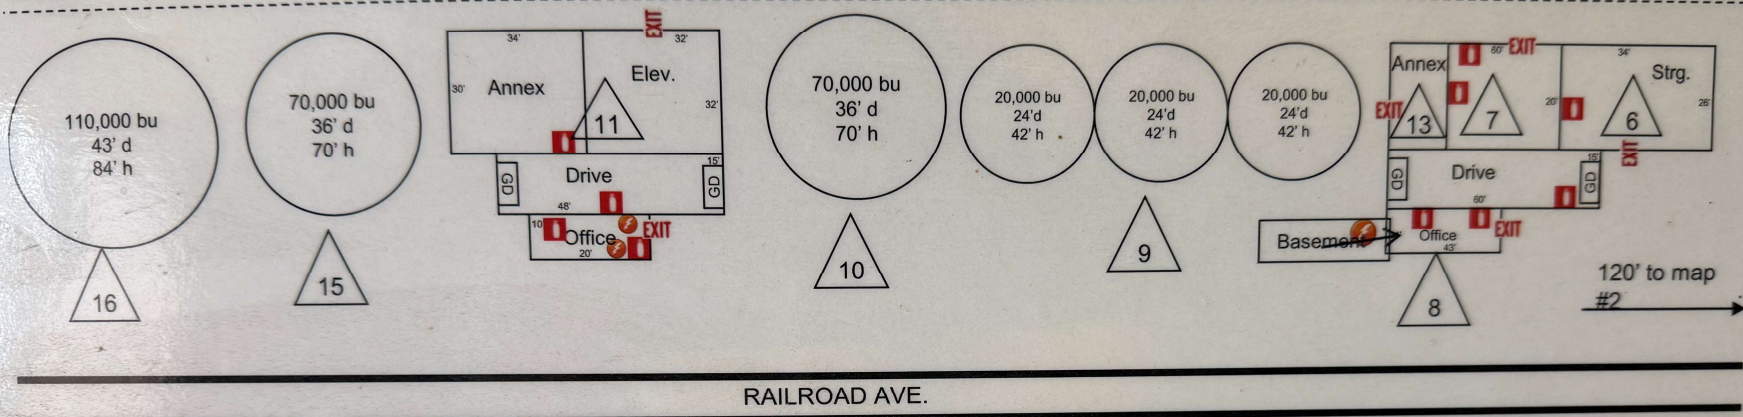 110,000 bu
43' d
84' h
16
70,000 bu
36' d
70' h
15
34'
EXIT
32'
Annex
Elev.
30'
32'
11
Drive
15'
GD
GD
48'
10'
Office
EXIT
20'
70,000 bu
36' d
70' h
10
20,000 bu
24'd
42' h
20,000 bu
24'd
42' h
20,000 bu
24'd
42' h
9
Annex
60'
EXIT
34'
Strg.
EXIT
13
7
20'
6
26'
EXIT
15'
GD
Drive
GD
60'
Basement
Office
EXIT
43'
8
120' to map
#2
RAILROAD AVE.